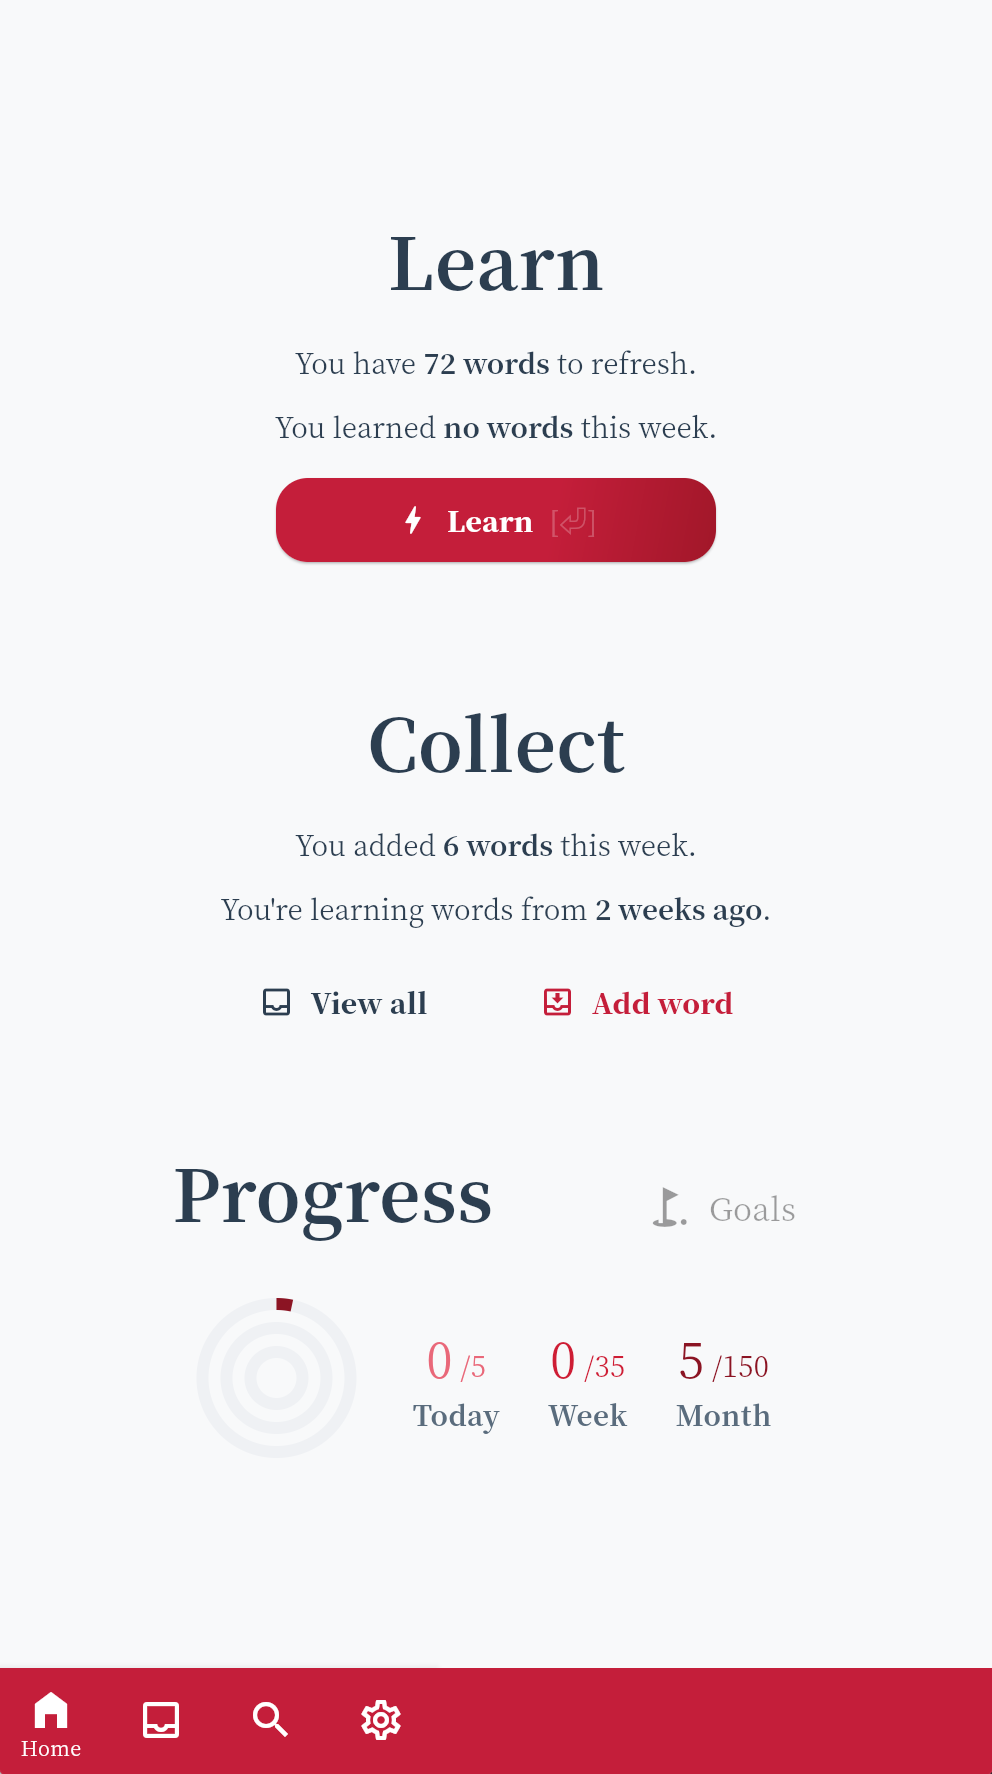 Learn
You have 72 words to refresh.
You learned no words this week.
Learn [⏎]
Collect
You added 6 words this week.
You're learning words from 2 weeks ago.
View all
Add word
Progress
Goals
0 /5
0 /35
5 /150
Today
Week
Month
Home